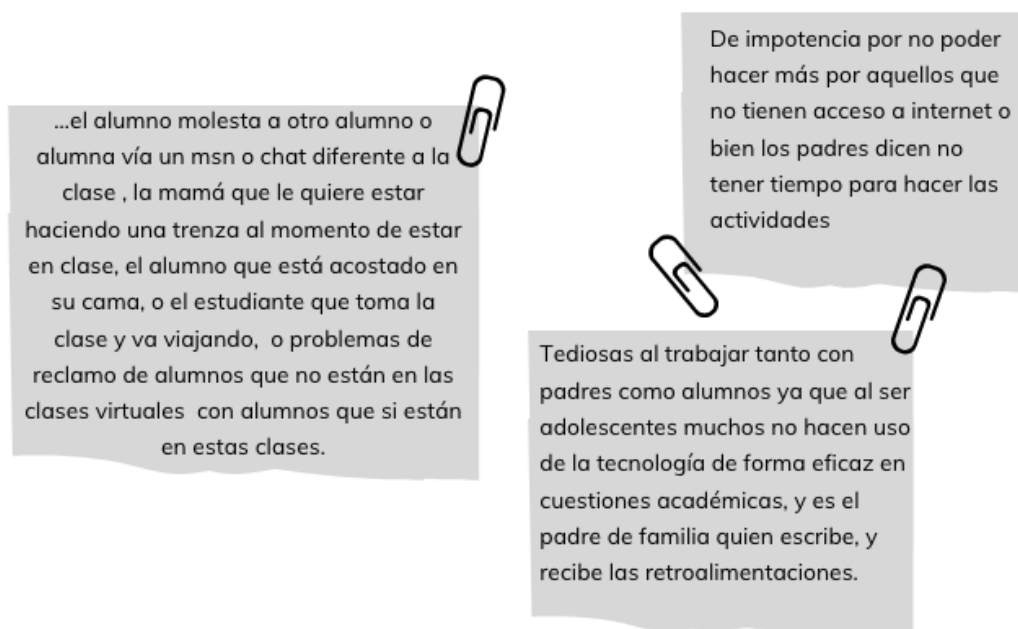 ...el alumno molesta a otro alumno o
alumna vía un msn o chat diferente a la
clase , la mamá que le quiere estar
haciendo una trenza al momento de estar
en clase, el alumno que está acostado en
su cama, o el estudiante que toma la
clase y va viajando, o problemas de
reclamo de alumnos que no están en las
clases virtuales con alumnos que si están
en estas clases.
De impotencia por no poder
hacer más por aquellos que
no tienen acceso a internet o
bien los padres dicen no
tener tiempo para hacer las
actividades
Tediosas al trabajar tanto con
padres como alumnos ya que al ser
adolescentes muchos no hacen uso
de la tecnología de forma eficaz en
cuestiones académicas, y es el
padre de familia quien escribe, y
recibe las retroalimentaciones.